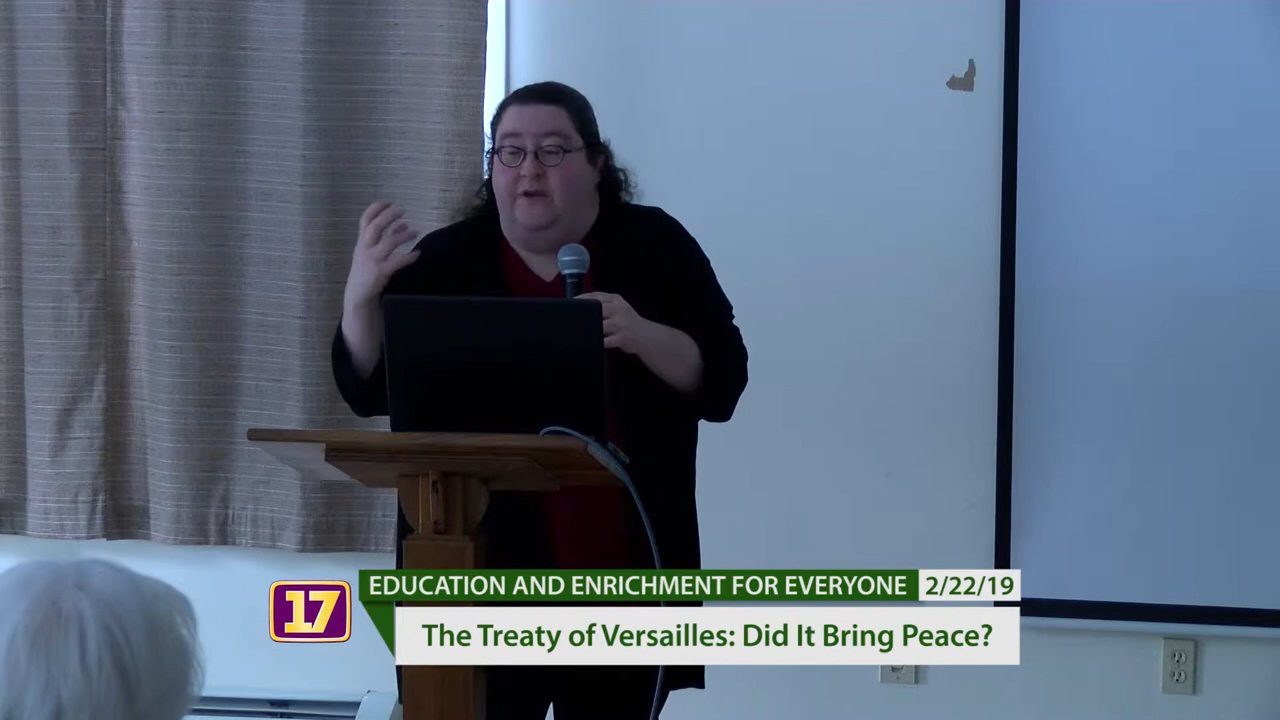 EDUCATION AND ENRICHMENT FOR EVERYONE 2/22/19
17
The Treaty of Versailles: Did It Bring Peace?